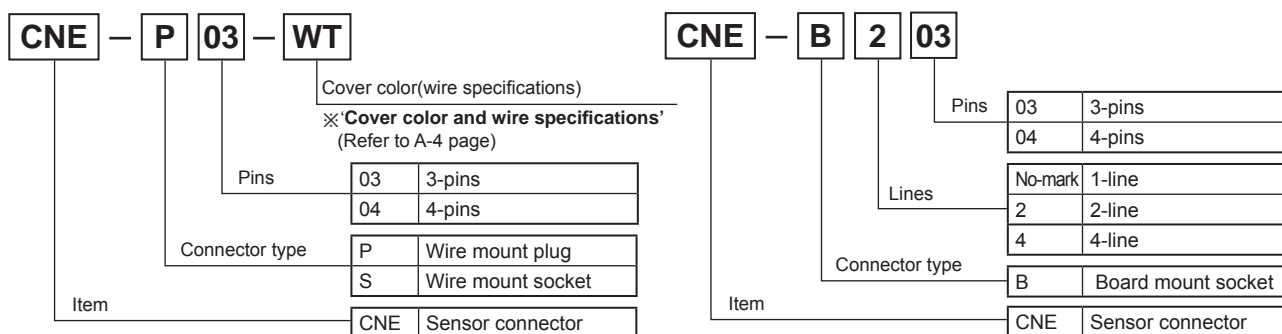 CNE – P 03 – WT
Cover color(wire specifications)
※‘Cover color and wire specifications’
(Refer to A-4 page)
Pins
03 3-pins
04 4-pins
Connector type
P Wire mount plug
S Wire mount socket
Item
CNE Sensor connector
CNE – B 2 03
Pins
03 3-pins
04 4-pins
Lines
No-mark 1-line
2 2-line
4 4-line
Connector type
B Board mount socket
Item
CNE Sensor connector